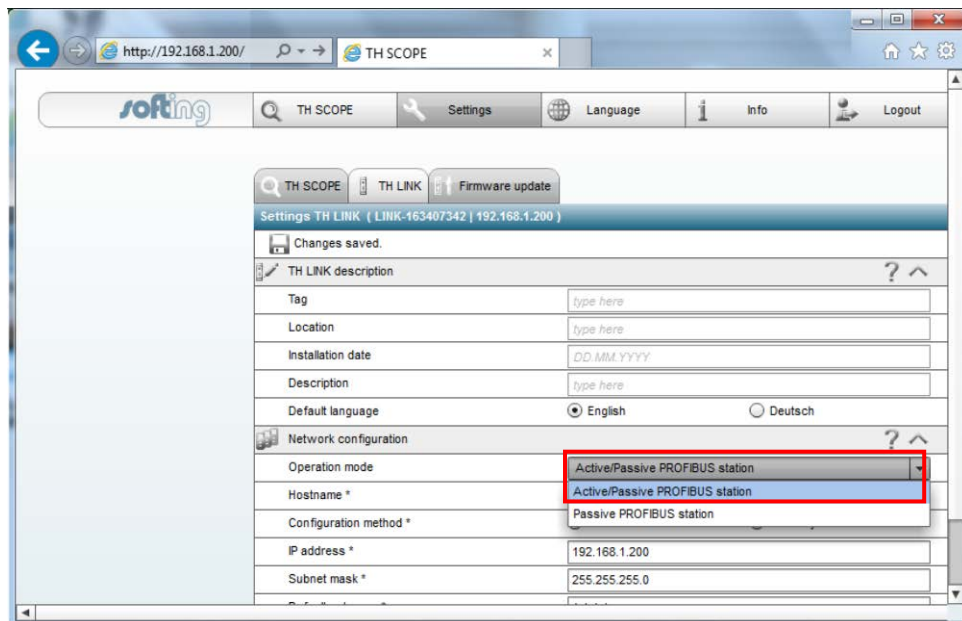 http://192.168.1.200/ TH SCOPE
softing TH SCOPE Settings Language Info Logout
TH SCOPE TH LINK Firmware update
Settings TH LINK ( LINK-163407342 | 192.168.1.200 )
Changes saved.
TH LINK description ?
Tag type here
Location type here
Installation date DD.MM.YYYY
Description type here
Default language English Deutsch
Network configuration ?
Operation mode Active/Passive PROFIBUS station
Hostname * Active/Passive PROFIBUS station
Passive PROFIBUS station
Configuration method *
IP address * 192.168.1.200
Subnet mask * 255.255.255.0